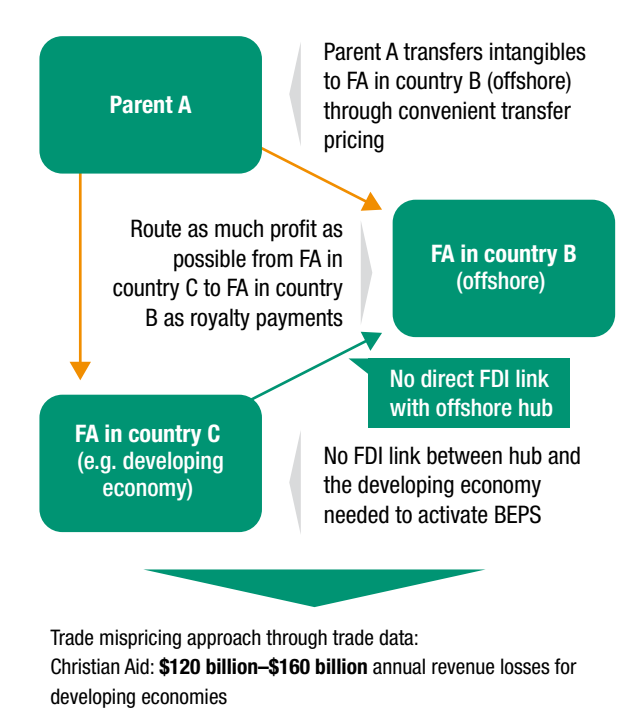 Parent A
Parent A transfers intangibles
to FA in country B (offshore)
through convenient transfer
pricing
Route as much profit as
possible from FA in
country C to FA in country
B as royalty payments
FA in country B
(offshore)
No direct FDI link
with offshore hub
FA in country C
(e.g. developing
economy)
No FDI link between hub and
the developing economy
needed to activate BEPS
Trade mispricing approach through trade data:
Christian Aid: $120 billion–$160 billion annual revenue losses for
developing economies